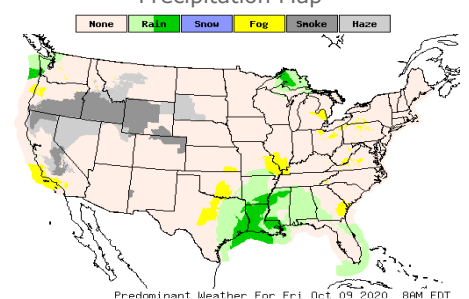 Precipitation Map
None Rain Snow Fog Smoke Haze
Predominant Weather For Fri Oct 09 2020 8AM EDT